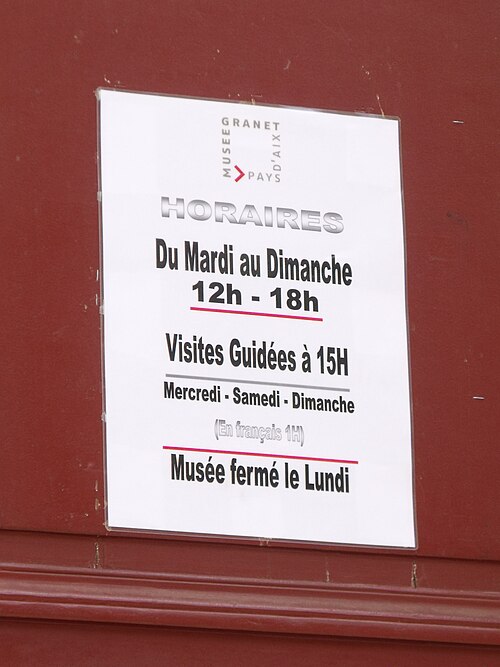 MUSEE GRANET
PAYS D'AIX
HORAIRES
Du Mardi au Dimanche
12h - 18h
Visites Guidées à 15H
Mercredi - Samedi - Dimanche
(En français 1H)
Musée fermé le Lundi